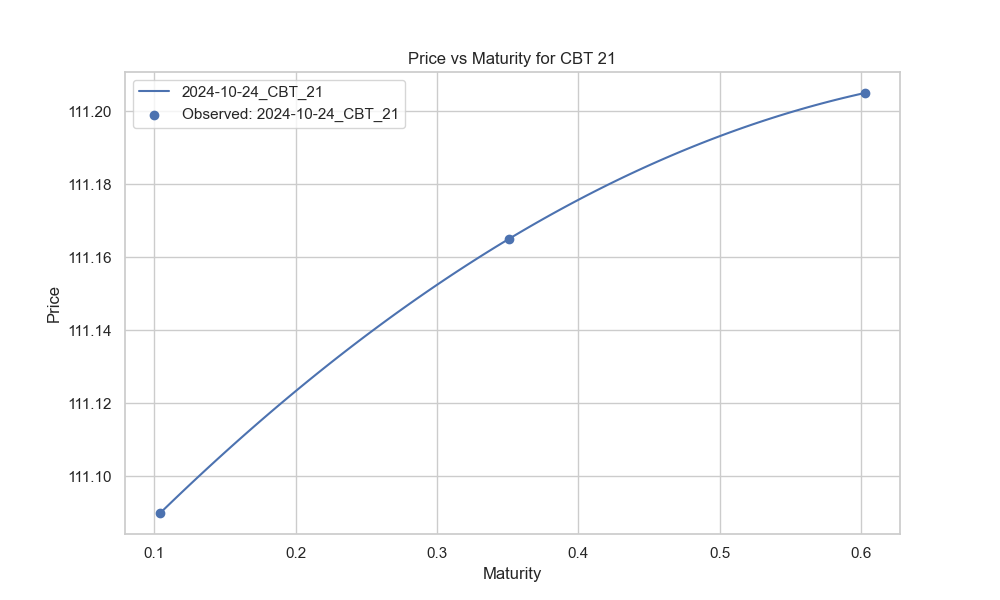 Price vs Maturity for CBT 21
2024-10-24_CBT_21
Observed: 2024-10-24_CBT_21
111.20
111.18
111.16
111.14
111.12
111.10
Price
0.1 0.2 0.3 0.4 0.5 0.6
Maturity